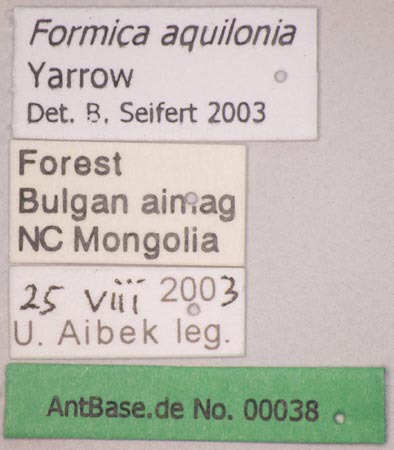 Formica aquilonia
Yarrow
Det. B. Seifert 2003
Forest
Bulgan aimag
NC Mongolia
25 viii 2003
U. Aibek leg.
AntBase.de No. 00038